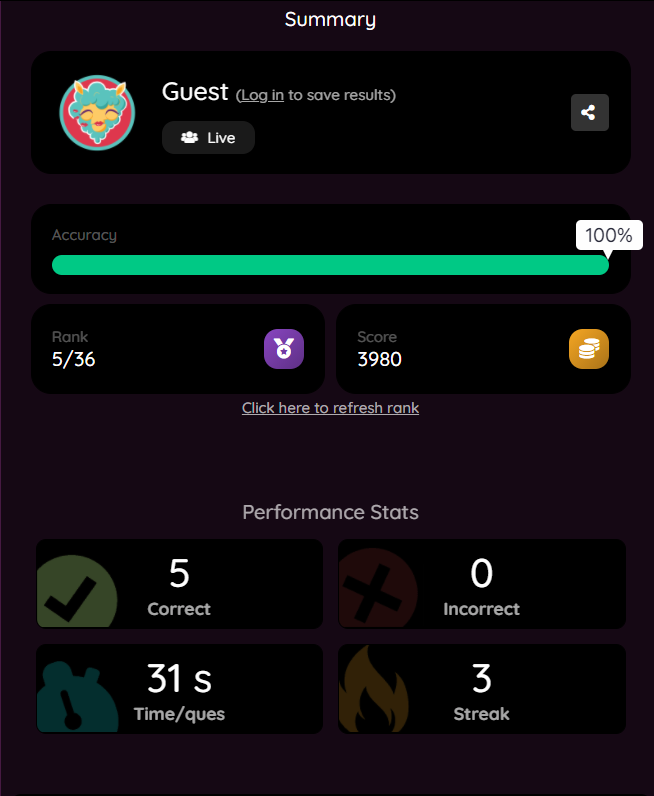 Summary
Guest (Log in to save results)
Live
Accuracy
100%
Rank
5/36
Score
3980
Click here to refresh rank
Performance Stats
5
Correct
0
Incorrect
31 s
Time/ques
3
Streak